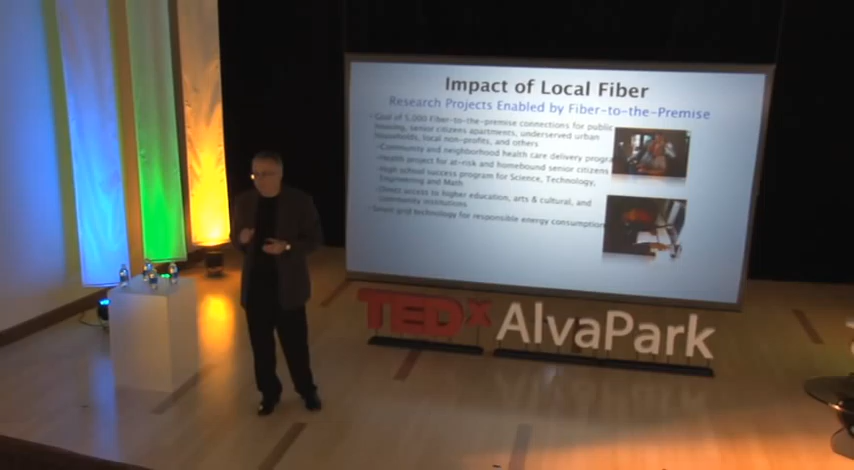 Impact of Local Fiber
Research Projects Enabled by Fiber-to-the-Premise
Goal of 5,000 Fiber-to-the-premise connections for public
housing, senior citizens apartments, underserved urban
households, local non-profits, and others
-Community and neighborhood health care delivery progra
-Health project for at-risk and homebound senior citizens
-High school success program for Science, Technology,
Engineering and Math
-Direct access to higher education, arts & cultural, and
community institutions
-Smart grid technology for responsible energy consumption
TEDx AlvaPark